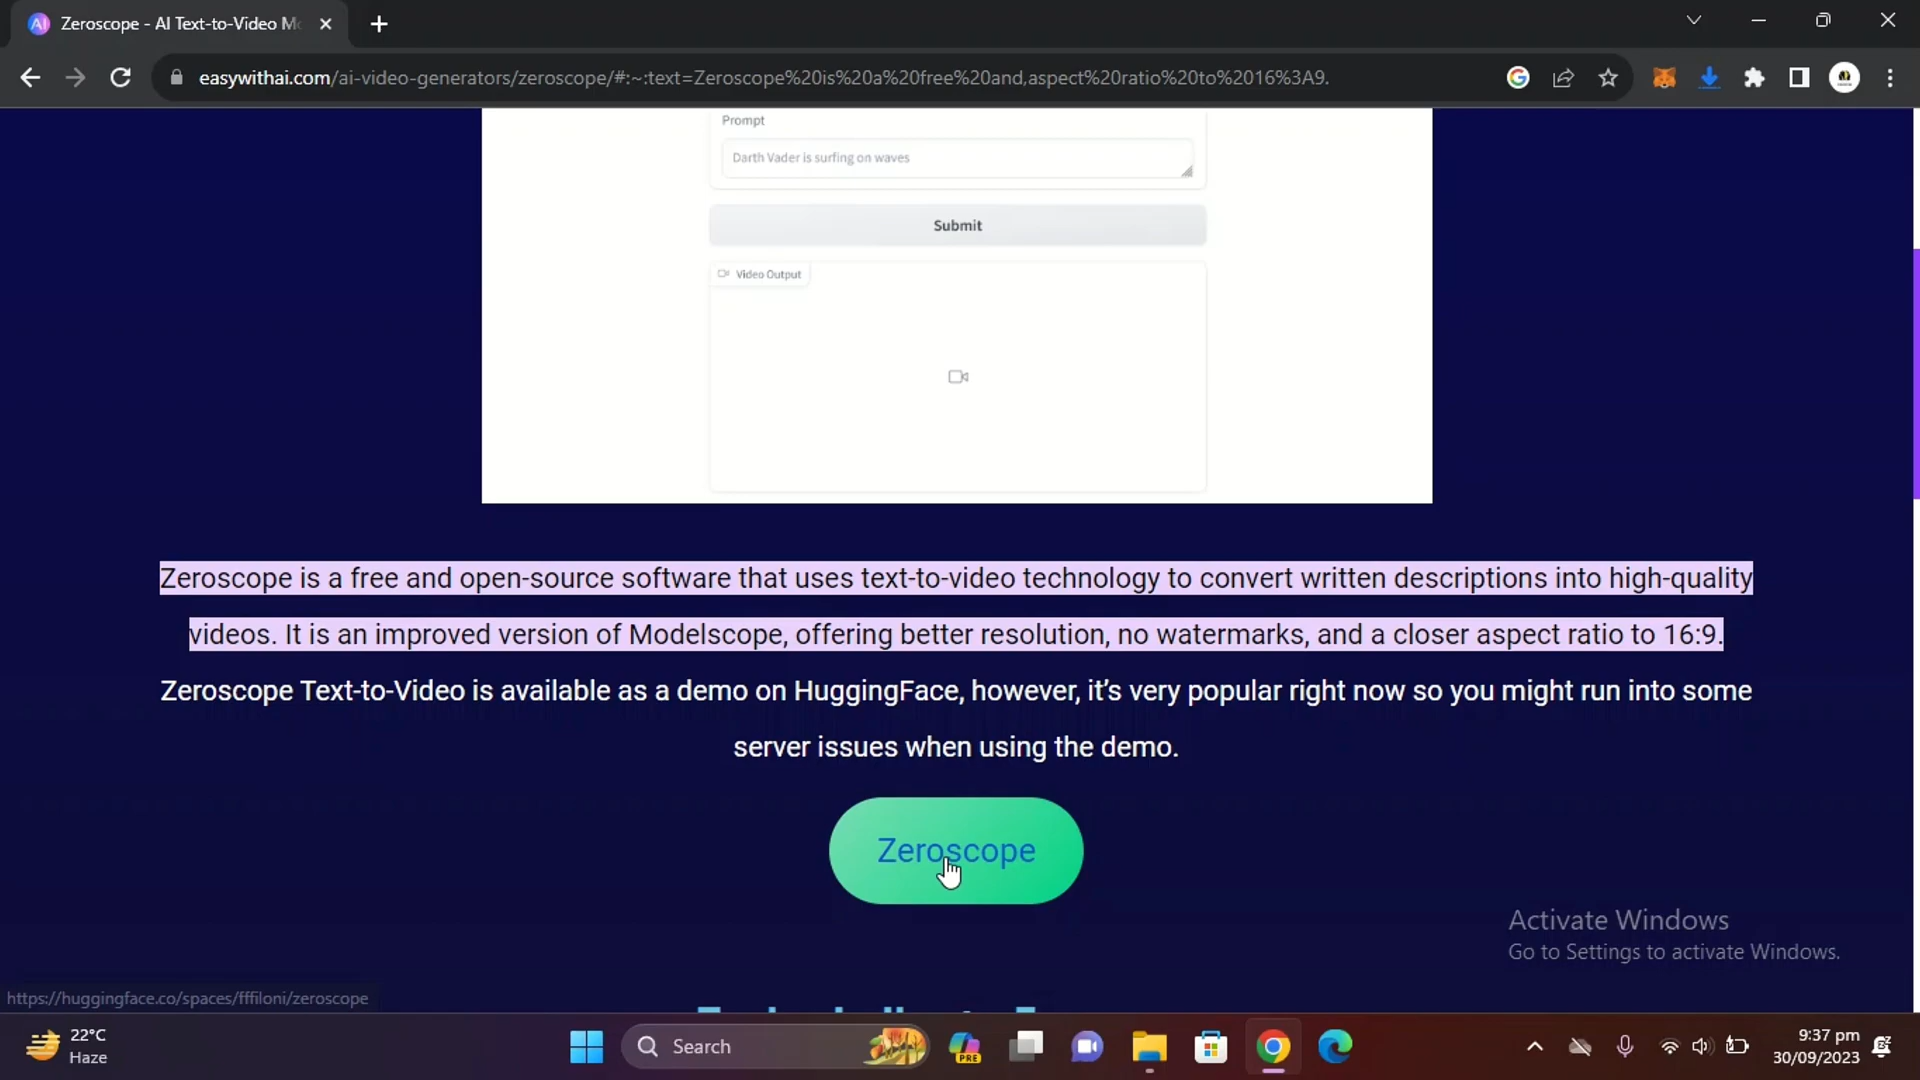 Zeroscope - AI Text-to-Video Mo
easywithai.com/ai-video-generators/zeroscope/#:~:text=Zeroscope%20is%20a%20free%20and,aspect%20ratio%20to%2016%3A9.
Prompt
Darth Vader is surfing on waves
Submit
Video Output
Zeroscope is a free and open-source software that uses text-to-video technology to convert written descriptions into high-quality
videos. It is an improved version of Modelscope, offering better resolution, no watermarks, and a closer aspect ratio to 16:9.
Zeroscope Text-to-Video is available as a demo on HuggingFace, however, it's very popular right now so you might run into some
server issues when using the demo.
Zeroscope
Activate Windows
Go to Settings to activate Windows.
https://huggingface.co/spaces/fffiloni/zeroscope
22°C
Haze
Search
PRE
9:37 pm
30/09/2023